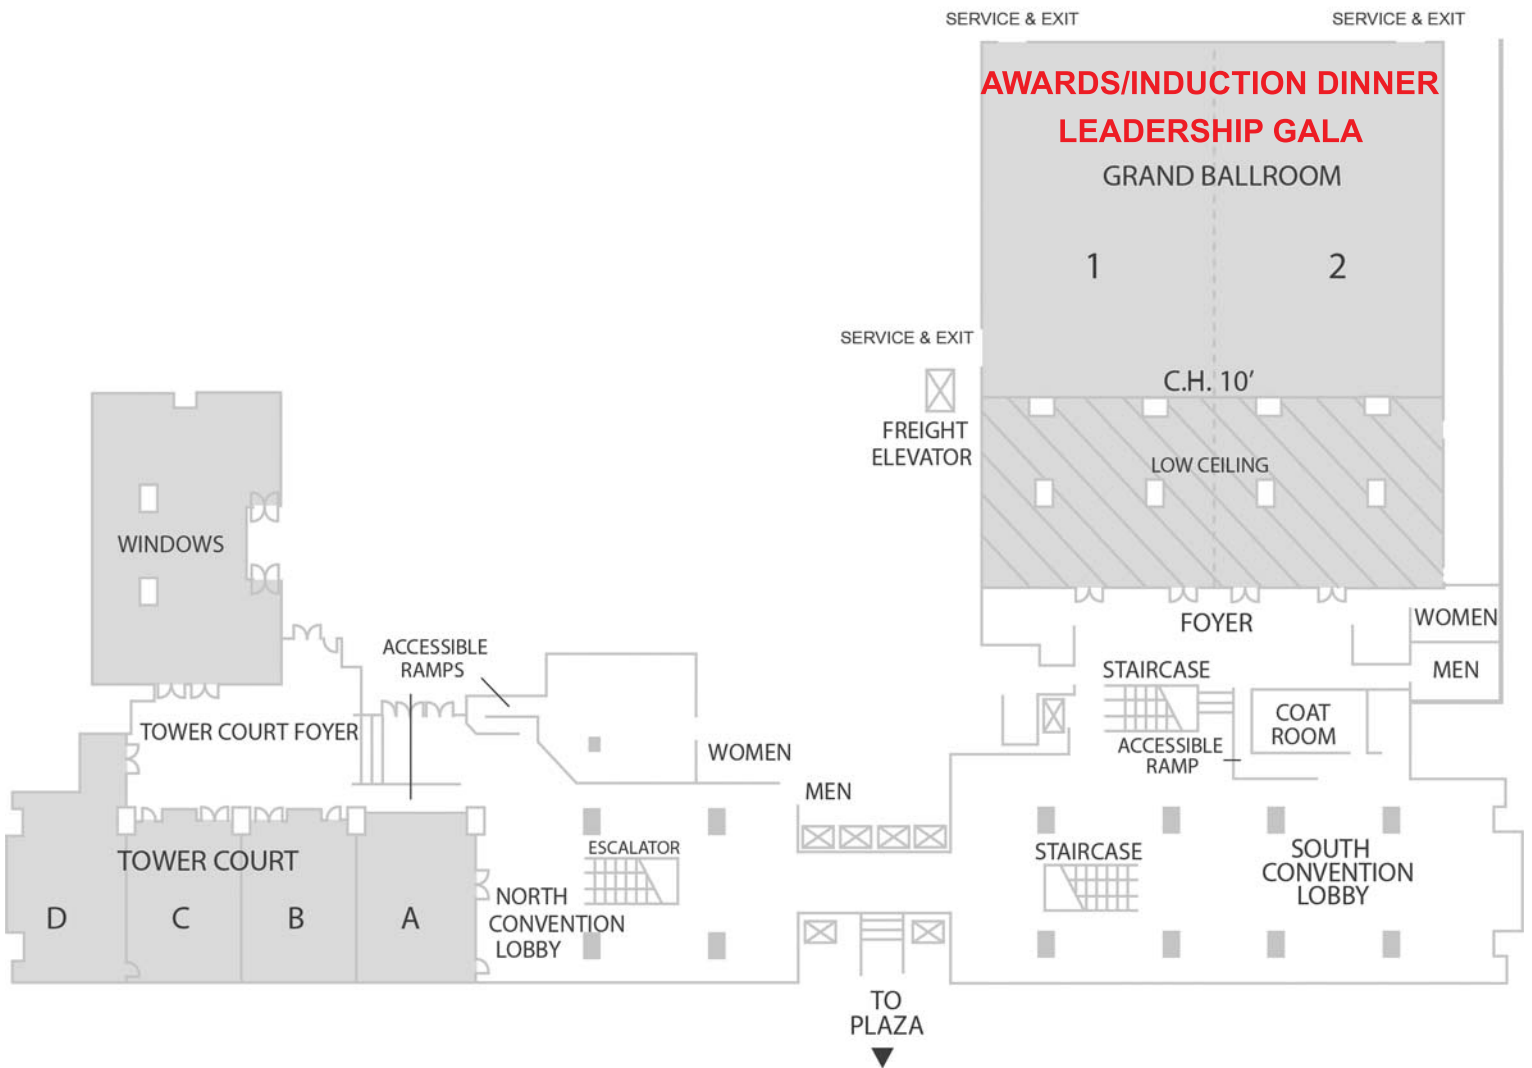 SERVICE & EXIT
SERVICE & EXIT
AWARDS/INDUCTION DINNER
LEADERSHIP GALA
GRAND BALLROOM
1
2
SERVICE & EXIT
C.H. 10’
FREIGHT
ELEVATOR
LOW CEILING
WINDOWS
FOYER
WOMEN
MEN
ACCESSIBLE
RAMPS
STAIRCASE
COAT
ROOM
TOWER COURT FOYER
WOMEN
ACCESSIBLE
RAMP
MEN
TOWER COURT
ESCALATOR
STAIRCASE
SOUTH
CONVENTION
LOBBY
D
C
B
A
NORTH
CONVENTION
LOBBY
TO
PLAZA